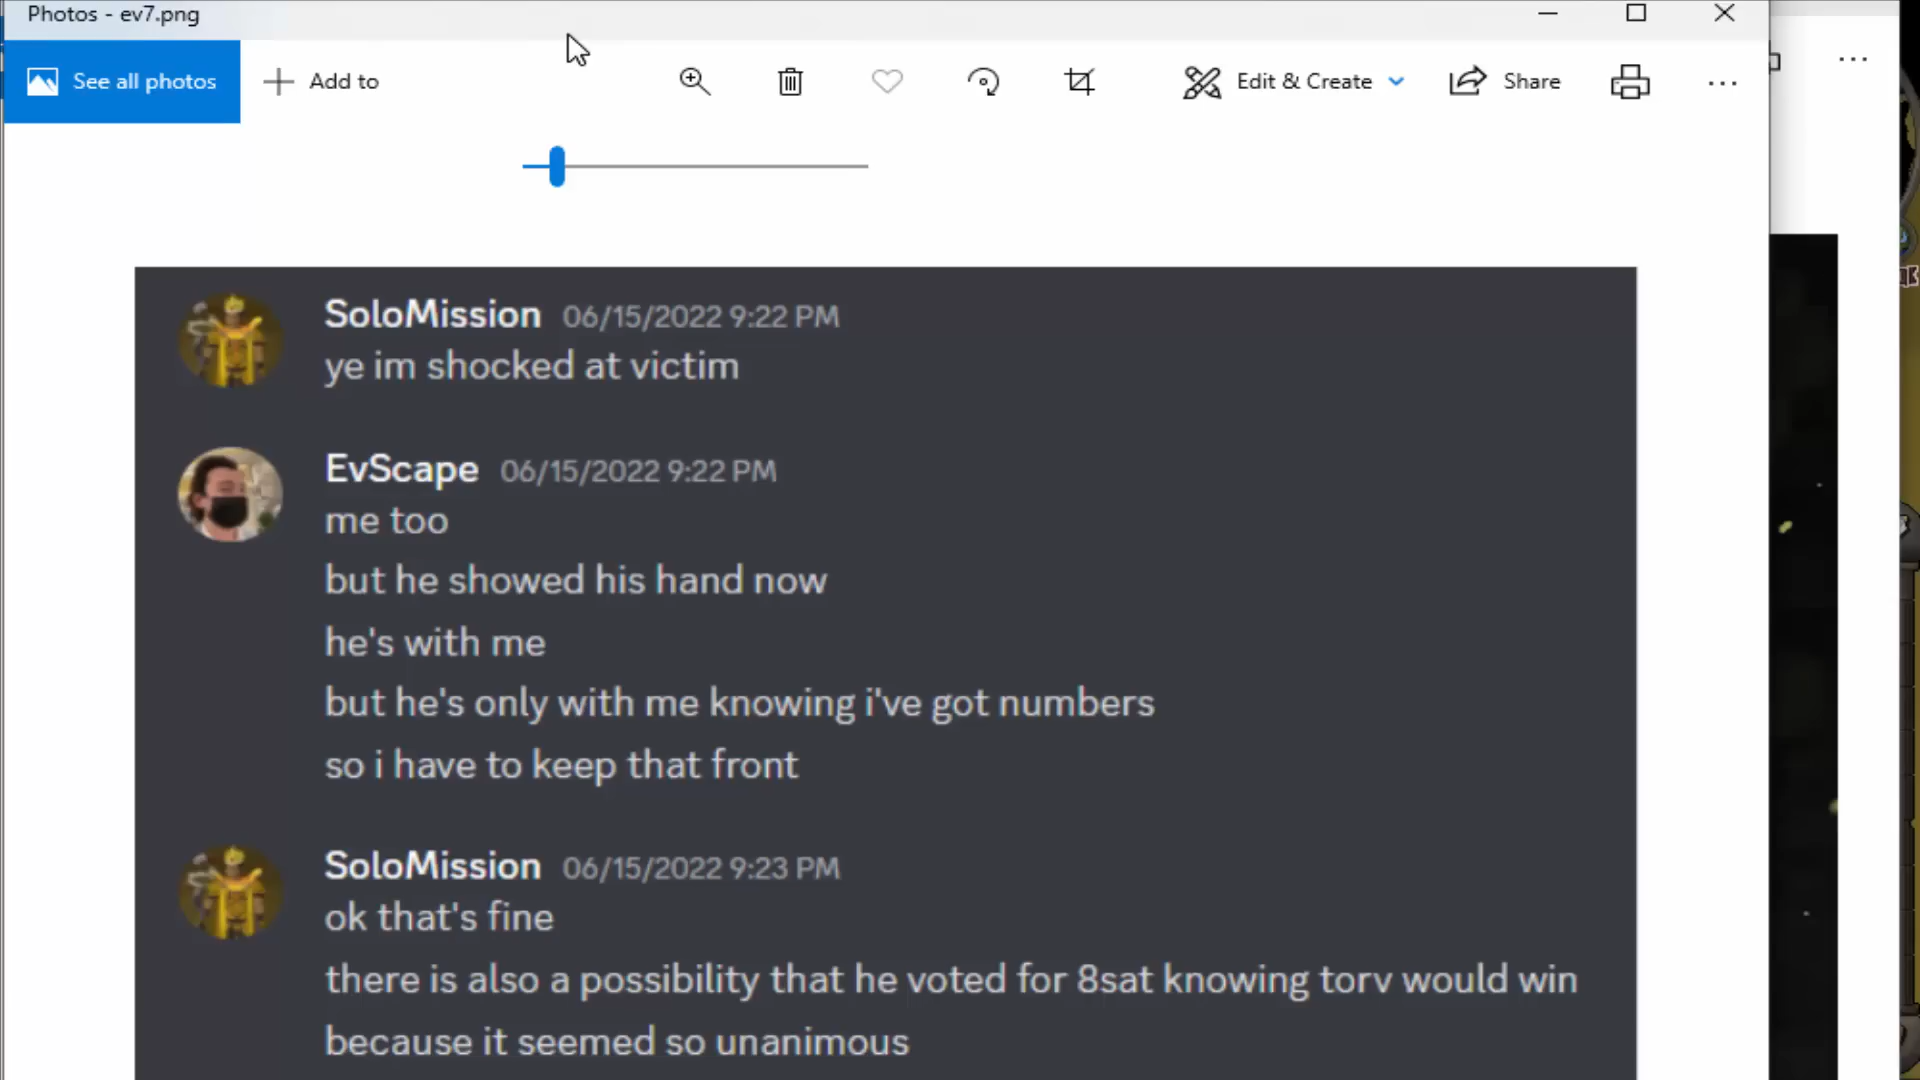 Photos - ev7.png
See all photos
Add to
Edit & Create
Share
SoloMission 06/15/2022 9:22 PM
ye im shocked at victim
EvScape 06/15/2022 9:22 PM
me too
but he showed his hand now
he's with me
but he's only with me knowing i've got numbers
so i have to keep that front
SoloMission 06/15/2022 9:23 PM
ok that's fine
there is also a possibility that he voted for 8sat knowing torv would win
because it seemed so unanimous